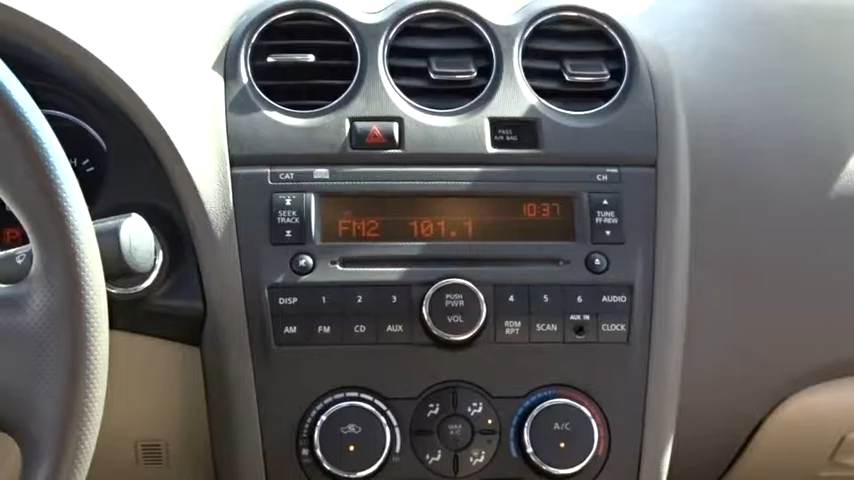 PASS
AIR BAG
CAT
CH
SEEK
TRACK
10:37
FM2 101.1
TUNE
FF·REW
DISP 1 2 3
PUSH
PWR
VOL
4 5 6 AUDIO
AM FM CD AUX
RDM
RPT
SCAN
AUX IN
CLOCK
MAX
A/C
A/C
H
P